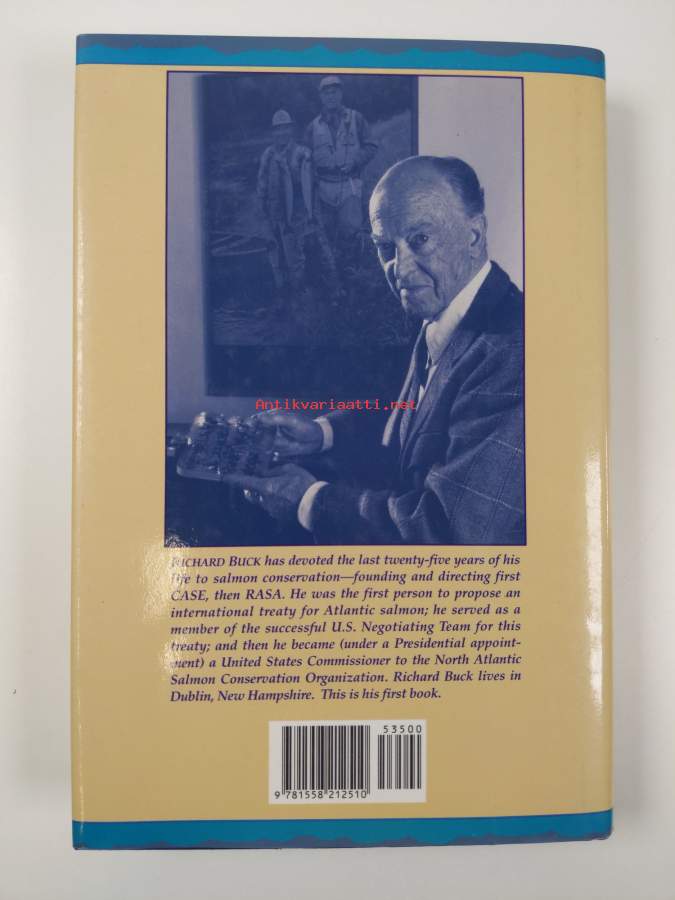 Antikvariaatti.net
RICHARD BUCK has devoted the last twenty-five years of his
life to salmon conservation—founding and directing first
CASE, then RASA. He was the first person to propose an
international treaty for Atlantic salmon; he served as a
member of the successful U.S. Negotiating Team for this
treaty; and then he became (under a Presidential appoint-
ment) a United States Commissioner to the North Atlantic
Salmon Conservation Organization. Richard Buck lives in
Dublin, New Hampshire. This is his first book.
53500
9 781558 212510